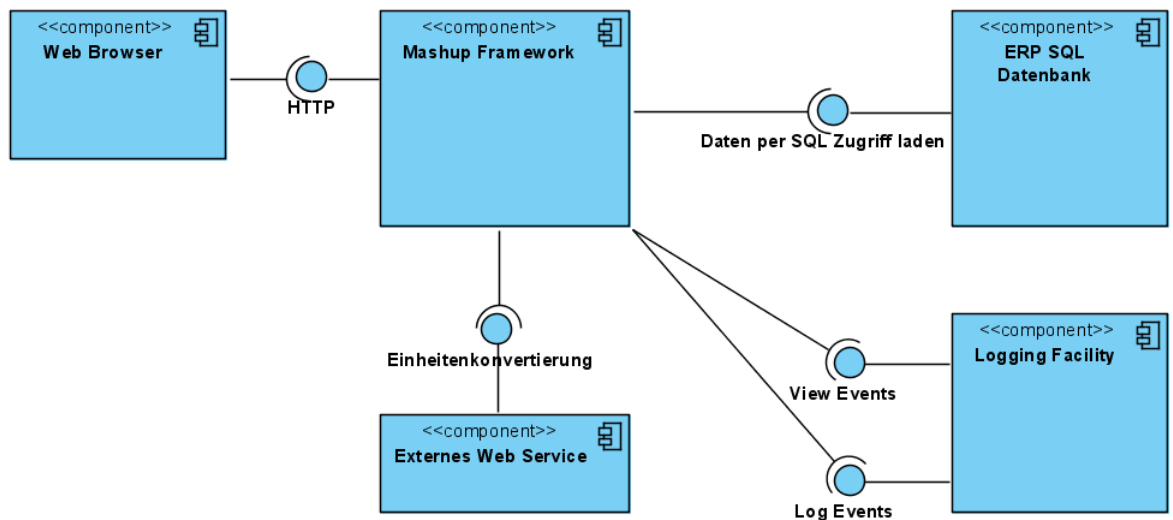 <<component>>
Web Browser
HTTP
<<component>>
Mashup Framework
Daten per SQL Zugriff laden
<<component>>
ERP SQL
Datenbank
Einheitenkonvertierung
<<component>>
Externes Web Service
View Events
Log Events
<<component>>
Logging Facility